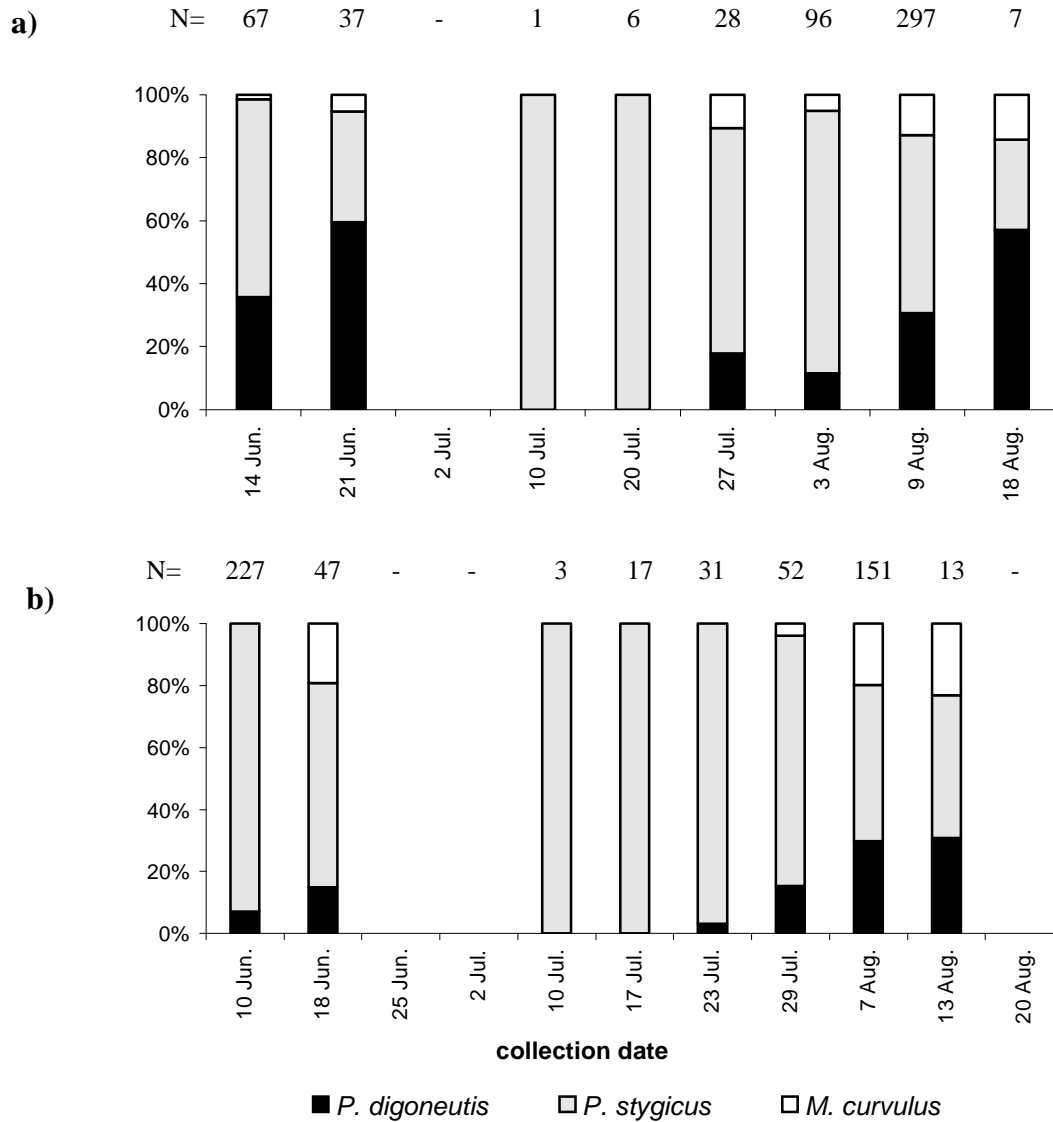 a)
N= 67 37 - 1 6 28 96 297 7
100%
80%
60%
40%
20%
0%
14 Jun. 21 Jun. 2 Jul. 10 Jul. 20 Jul. 27 Jul. 3 Aug. 9 Aug. 18 Aug.
b)
N= 227 47 - - 3 17 31 52 151 13 -
100%
80%
60%
40%
20%
0%
10 Jun. 18 Jun. 25 Jun. 2 Jul. 10 Jul. 17 Jul. 23 Jul. 29 Jul. 7 Aug. 13 Aug. 20 Aug.
collection date
P. digoneutis P. stygicus M. curvulus